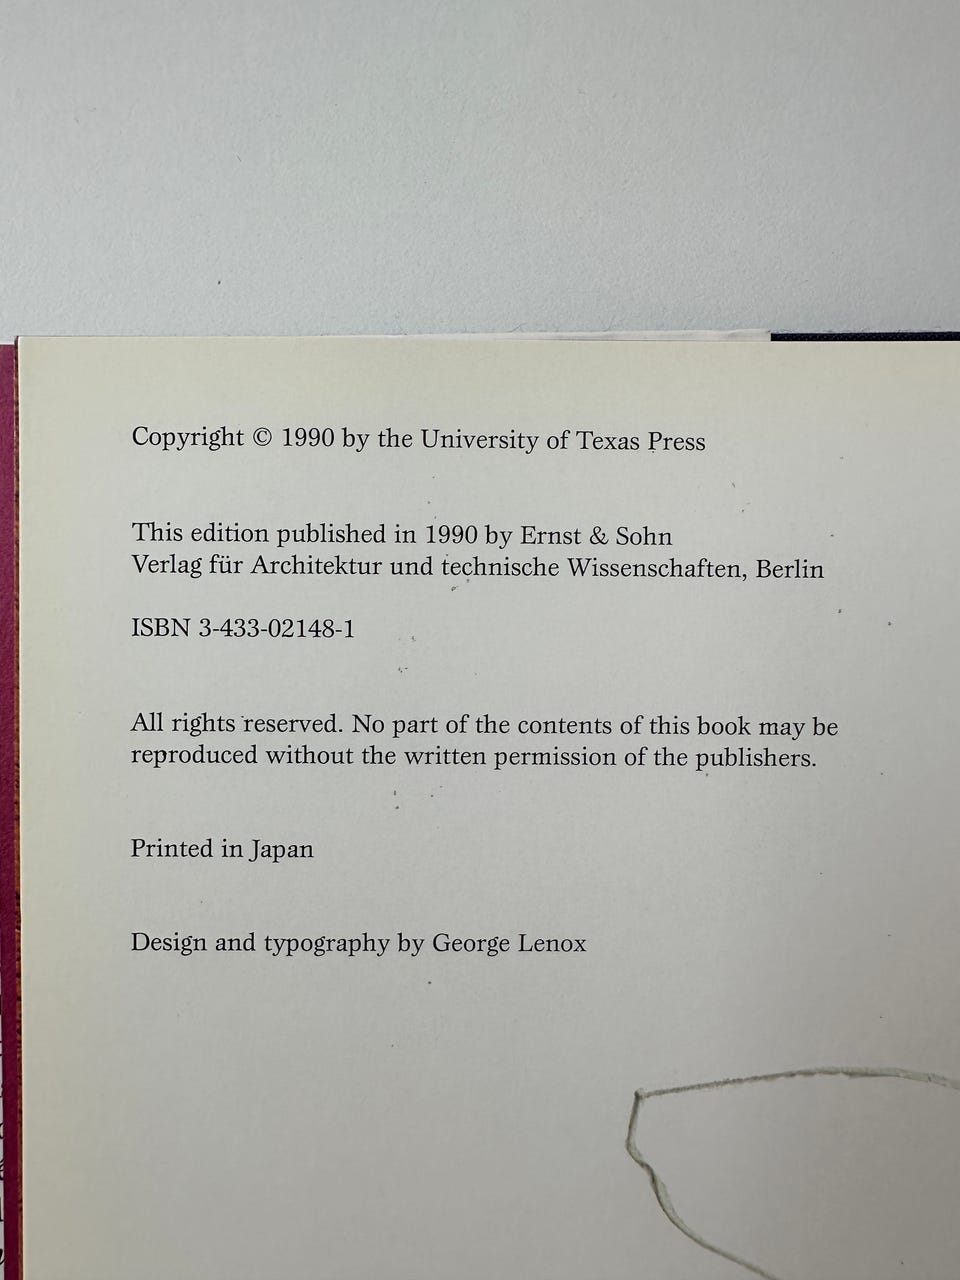 Copyright © 1990 by the University of Texas Press
This edition published in 1990 by Ernst & Sohn
Verlag für Architektur und technische Wissenschaften, Berlin
ISBN 3-433-02148-1
All rights reserved. No part of the contents of this book may be
reproduced without the written permission of the publishers.
Printed in Japan
Design and typography by George Lenox